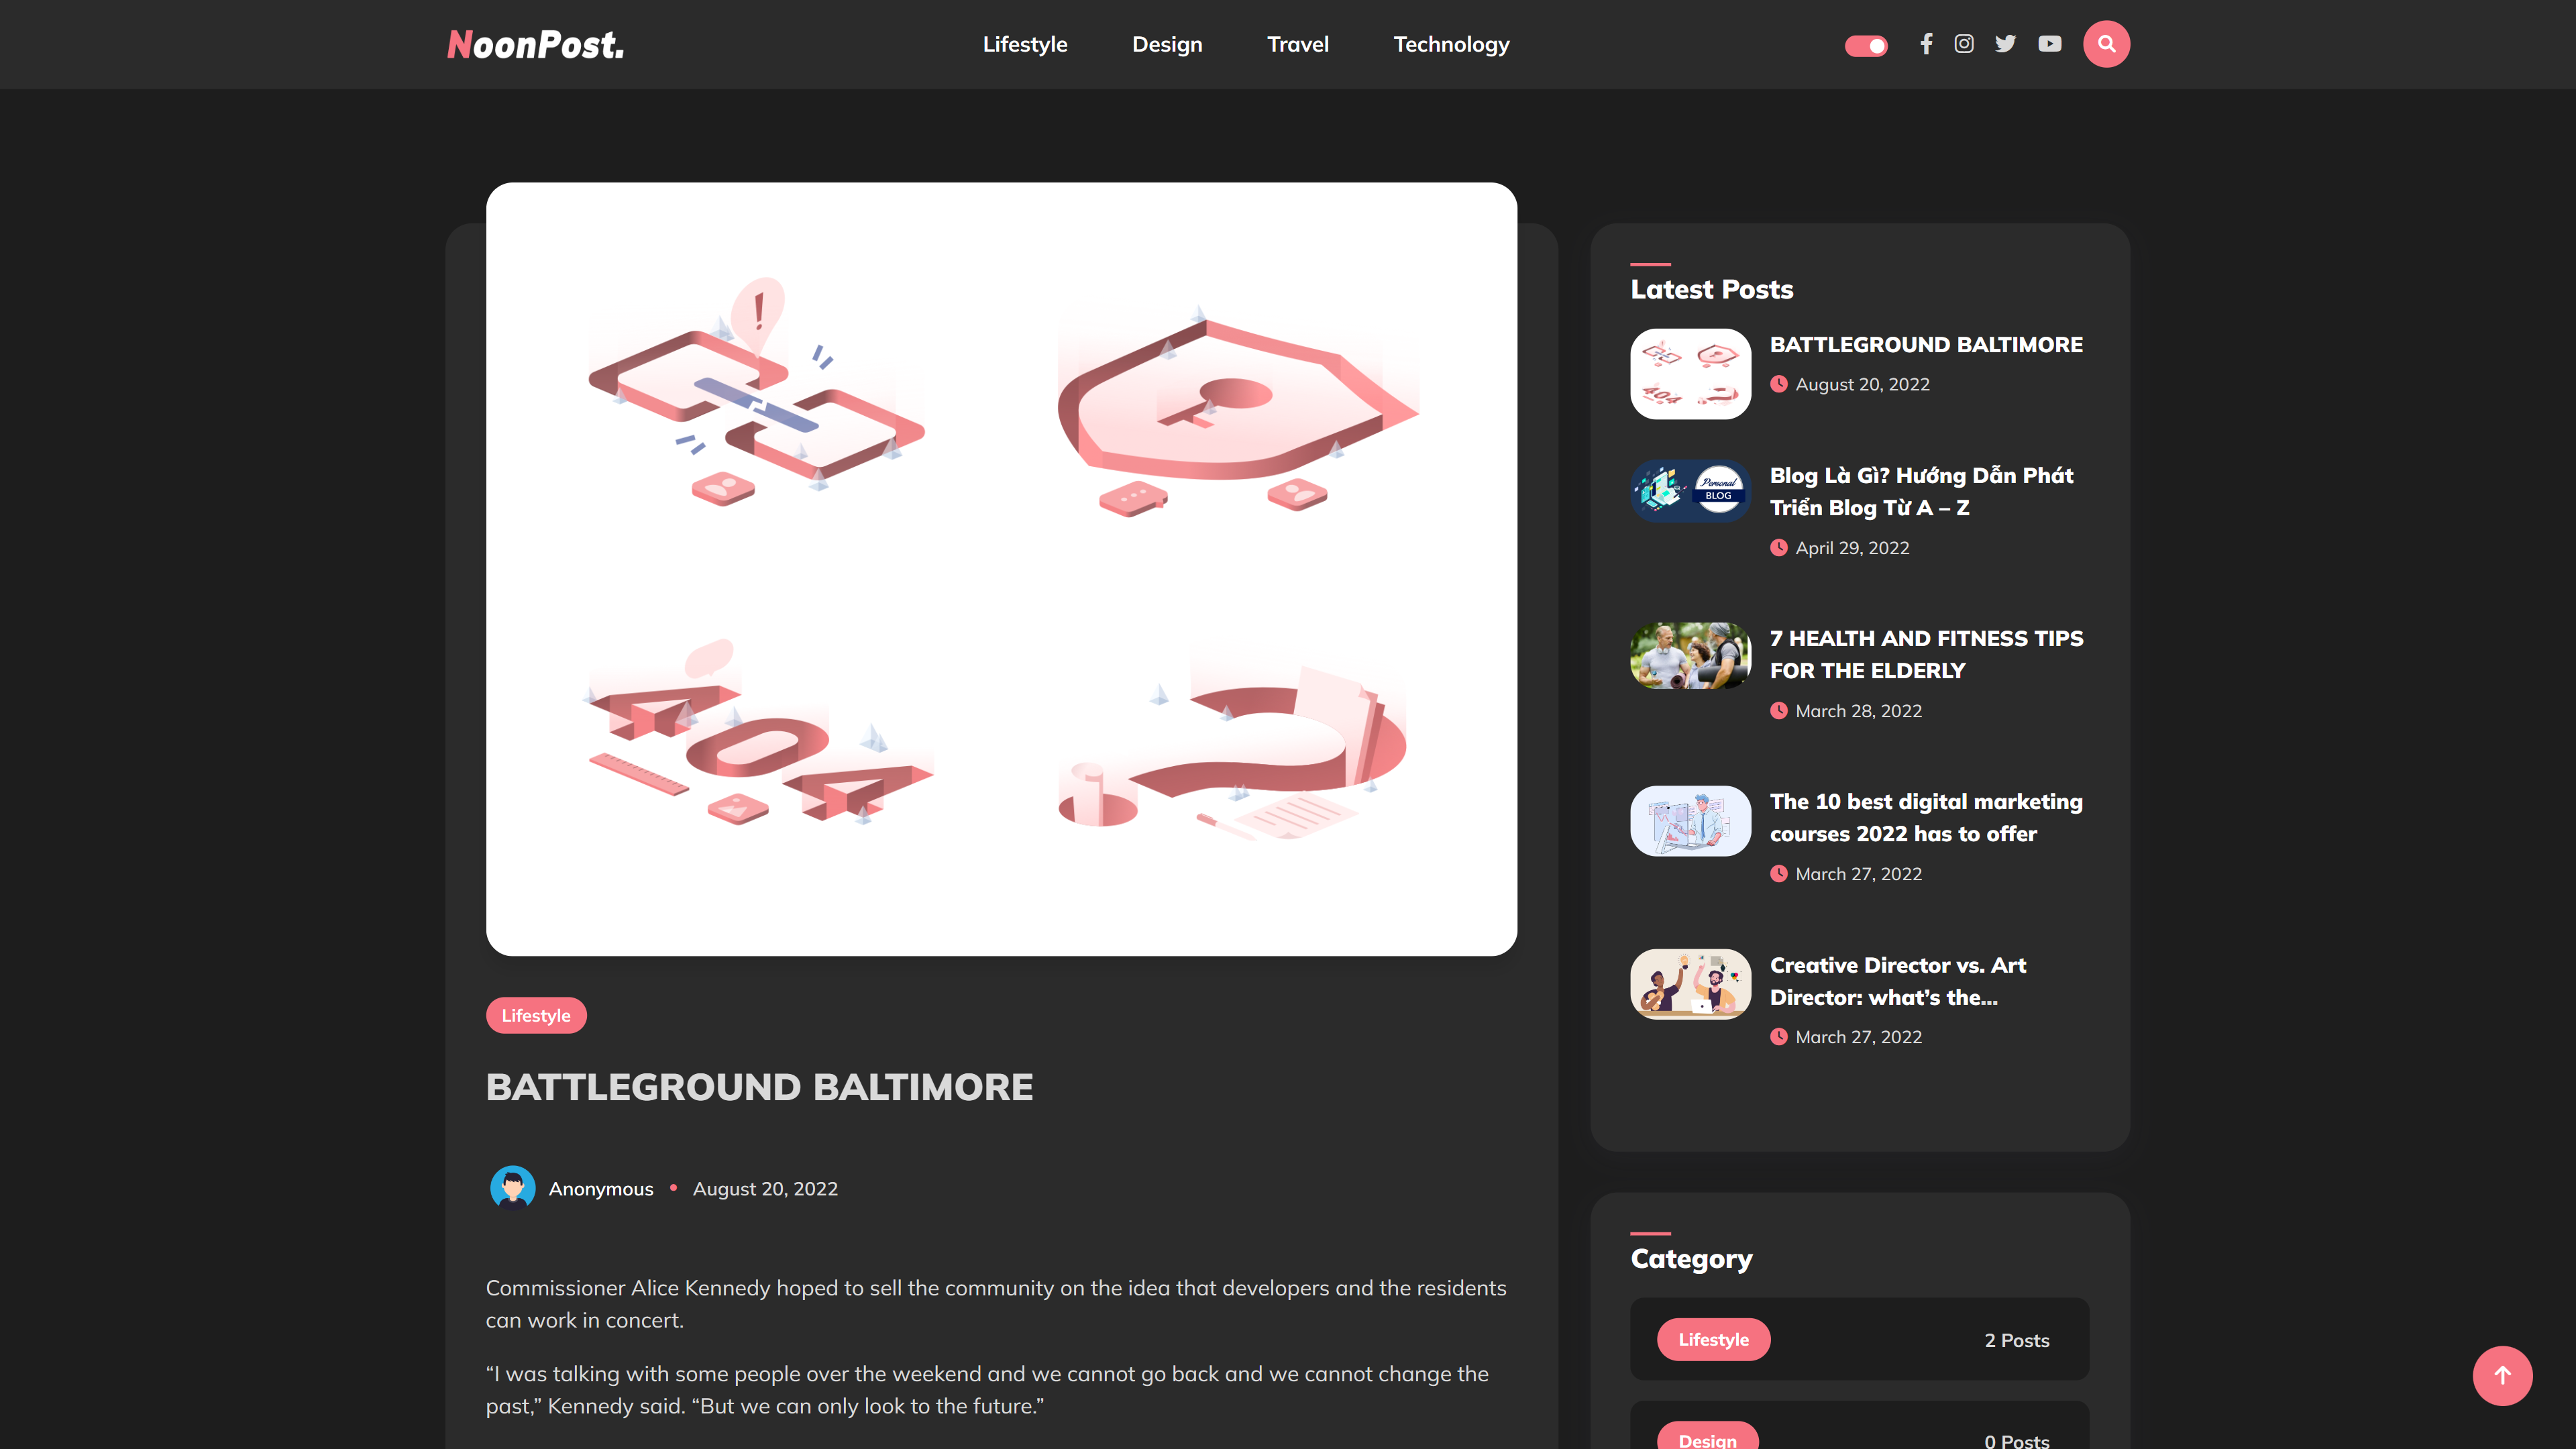 NoonPost.
Lifestyle
Design
Travel
Technology
!
404
Lifestyle
BATTLEGROUND BALTIMORE
Anonymous
August 20, 2022
Commissioner Alice Kennedy hoped to sell the community on the idea that developers and the residents
can work in concert.
“I was talking with some people over the weekend and we cannot go back and we cannot change the
past,” Kennedy said. “But we can only look to the future.”
Latest Posts
404
BATTLEGROUND BALTIMORE
August 20, 2022
Personal
BLOG
Blog Là Gì? Hướng Dẫn Phát
Triển Blog Từ A – Z
April 29, 2022
7 HEALTH AND FITNESS TIPS
FOR THE ELDERLY
March 28, 2022
The 10 best digital marketing
courses 2022 has to offer
March 27, 2022
Creative Director vs. Art
Director: what’s the...
March 27, 2022
Category
Lifestyle
2 Posts
Design
0 Posts